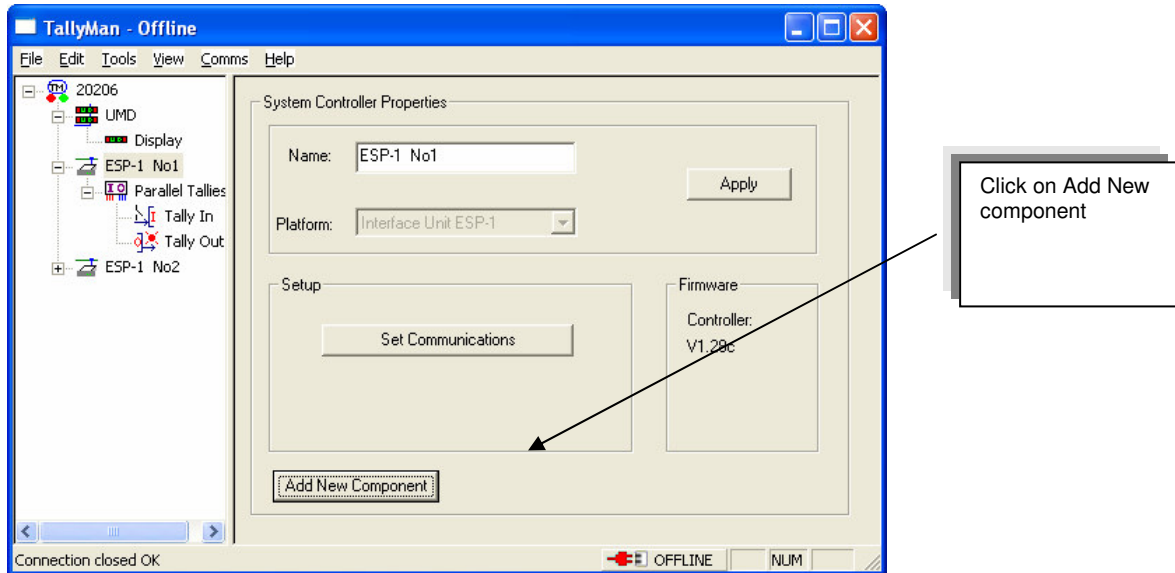 TallyMan - Offline
File Edit Tools View Comms Help
20206
UMD
Display
ESP-1 No1
Parallel Tallies
Tally In
Tally Out
ESP-1 No2
System Controller Properties
Name: ESP-1 No1
Apply
Platform: Interface Unit ESP-1
Setup
Set Communications
Firmware
Controller:
V1.29c
Add New Component
Connection closed OK
OFFLINE NUM
Click on Add New
component